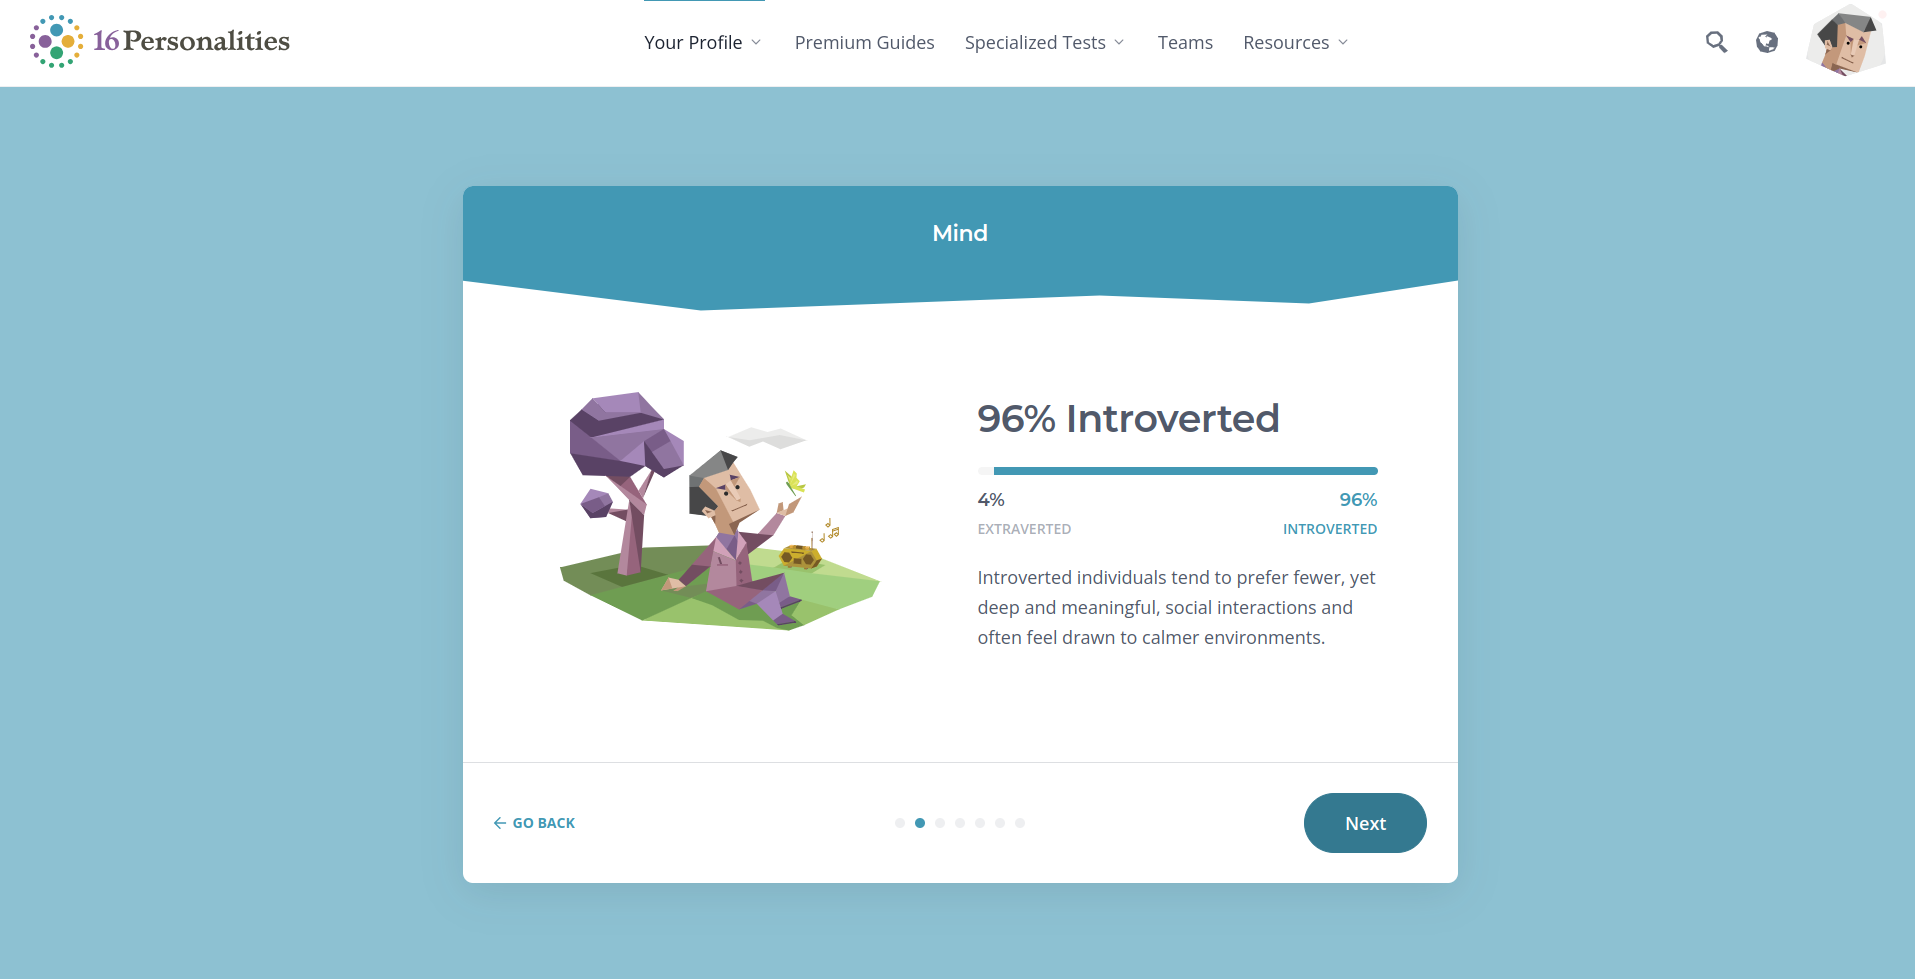 16Personalities
Your Profile
Premium Guides
Specialized Tests
Teams
Resources
Mind
96% Introverted
4%
96%
EXTRAVERTED
INTROVERTED
Introverted individuals tend to prefer fewer, yet
deep and meaningful, social interactions and
often feel drawn to calmer environments.
GO BACK
Next